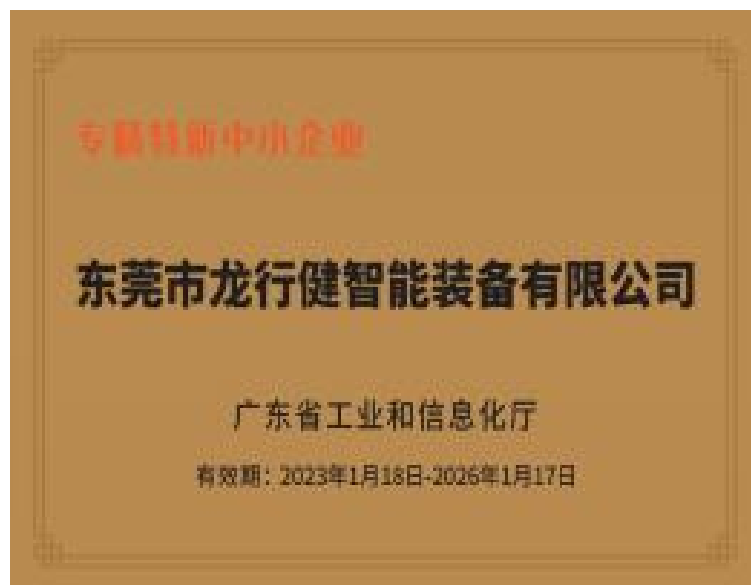 专精特新中小企业
东莞市龙行健智能装备有限公司
广东省工业和信息化厅
有效期：2023年1月18日-2026年1月17日